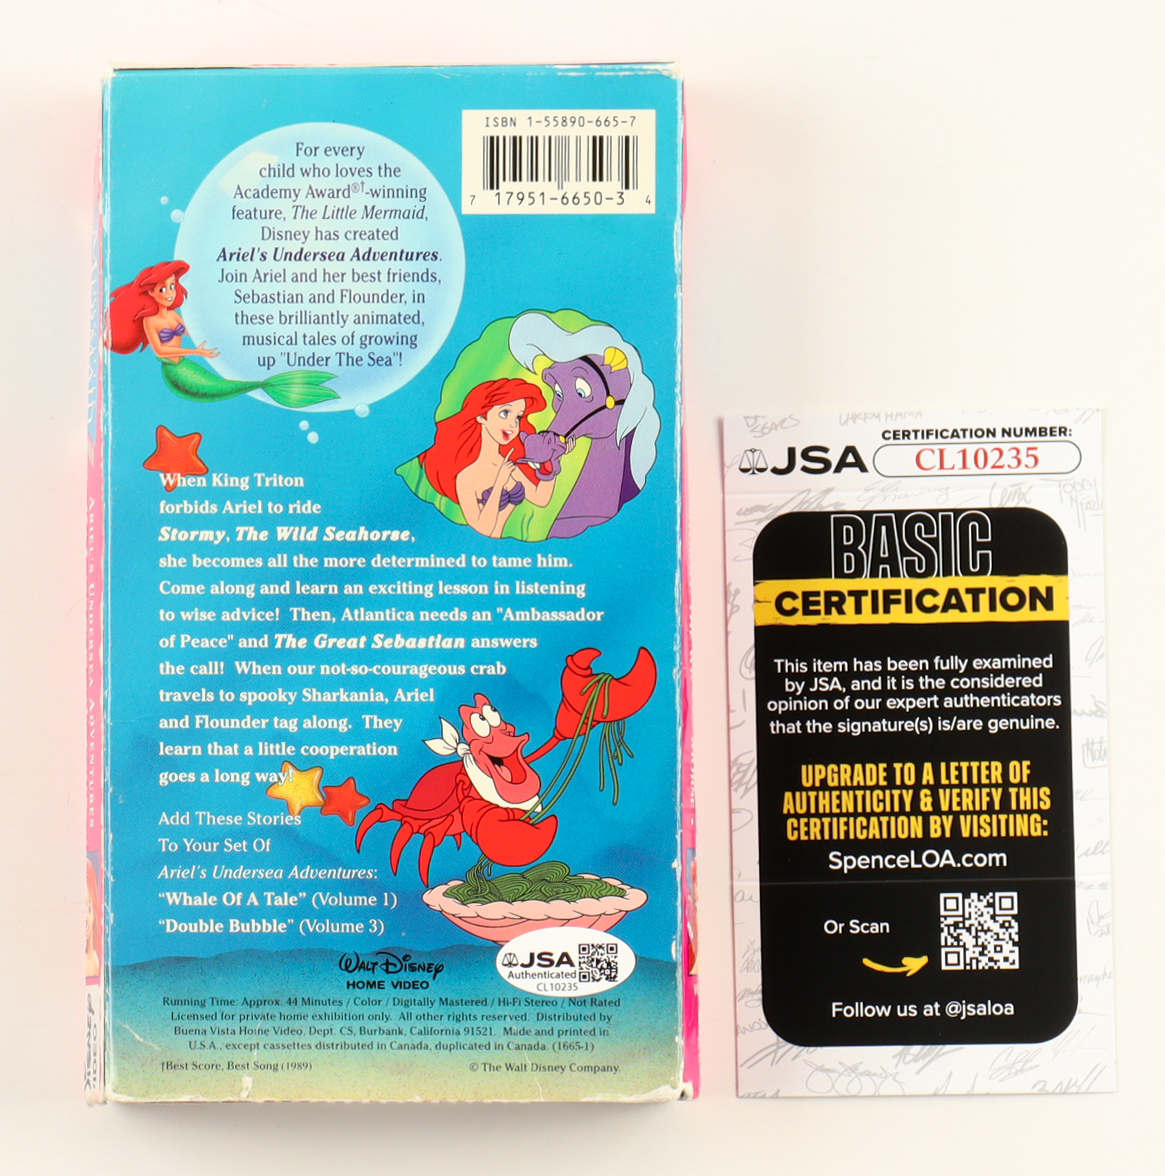 ISBN 1-55890-665-7
7 17951-6650-3 4
For every
child who loves the
Academy Award®†-winning
feature, The Little Mermaid,
Disney has created
Ariel's Undersea Adventures.
Join Ariel and her best friends,
Sebastian and Flounder, in
these brilliantly animated,
musical tales of growing
up "Under The Sea"!
When King Triton
forbids Ariel to ride
Stormy, The Wild Seahorse,
she becomes all the more determined to tame him.
Come along and learn an exciting lesson in listening
to wise advice! Then, Atlantica needs an "Ambassador
of Peace" and The Great Sebastian answers
the call! When our not-so-courageous crab
travels to spooky Sharkania, Ariel
and Flounder tag along. They
learn that a little cooperation
goes a long way!
Add These Stories
To Your Set Of
Ariel's Undersea Adventures:
"Whale Of A Tale" (Volume 1)
"Double Bubble" (Volume 3)
Walt Disney
HOME VIDEO
JSA
Authenticated
CL10235
Running Time: Approx. 44 Minutes / Color / Digitally Mastered / Hi-Fi Stereo / Not Rated
Licensed for private home exhibition only. All other rights reserved. Distributed by
Buena Vista Home Video, Dept. CS, Burbank, California 91521. Made and printed in
U.S.A., except cassettes distributed in Canada, duplicated in Canada. (1665-1)
†Best Score, Best Song (1989)
© The Walt Disney Company.
ARIEL'S UNDERSEA ADVENTURES
JSA
CERTIFICATION NUMBER:
CL10235
BASIC
CERTIFICATION
This item has been fully examined
by JSA, and it is the considered
opinion of our expert authenticators
that the signature(s) is/are genuine.
UPGRADE TO A LETTER OF
AUTHENTICITY & VERIFY THIS
CERTIFICATION BY VISITING:
SpenceLOA.com
Or Scan
Follow us at @jsaloa